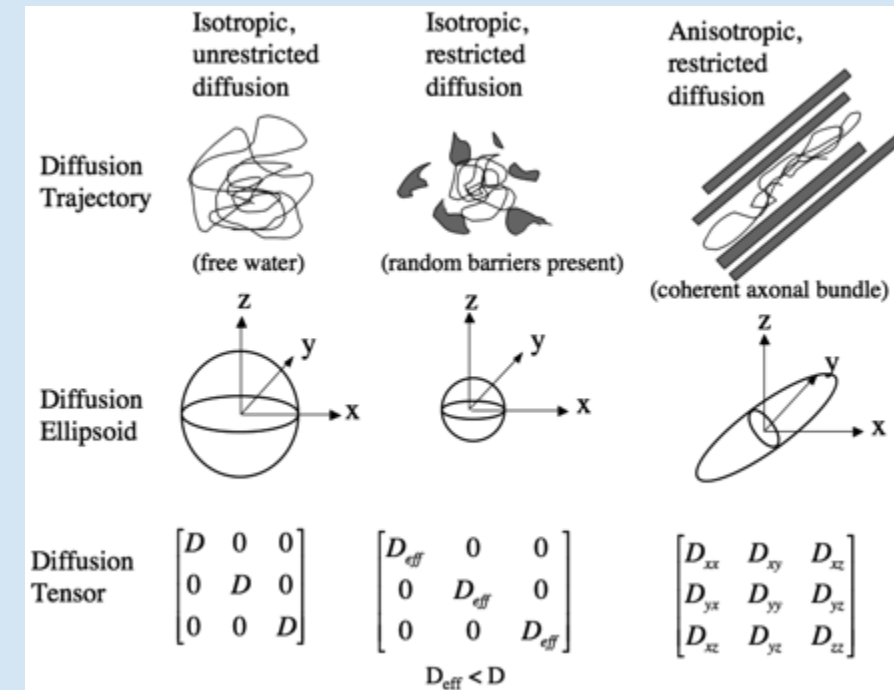 Isotropic,
unrestricted
diffusion
Isotropic,
restricted
diffusion
Anisotropic,
restricted
diffusion
Diffusion
Trajectory
(free water)
(random barriers present)
(coherent axonal bundle)
Diffusion
Ellipsoid
z
y
x
z
y
x
z
y
x
Diffusion
Tensor
D 0 0
0 D 0
0 0 D
D_eff 0 0
0 D_eff 0
0 0 D_eff
D_eff < D
D_xx D_xy D_xz
D_yx D_yy D_yz
D_xz D_yz D_zz